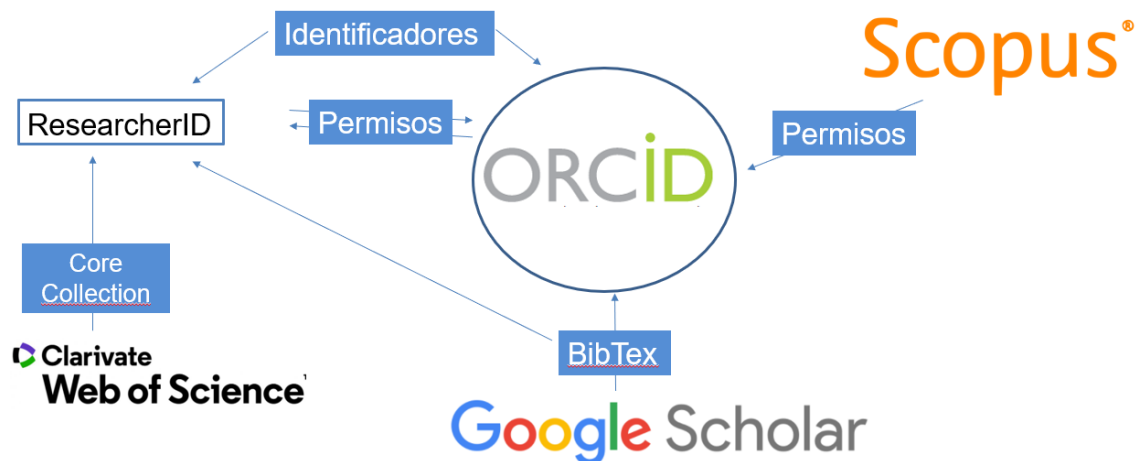 Identificadores
Scopus®
ResearcherID
Permisos
Permisos
ORCiD
Core
Collection
BibTex
Clarivate
Web of Science
Google Scholar